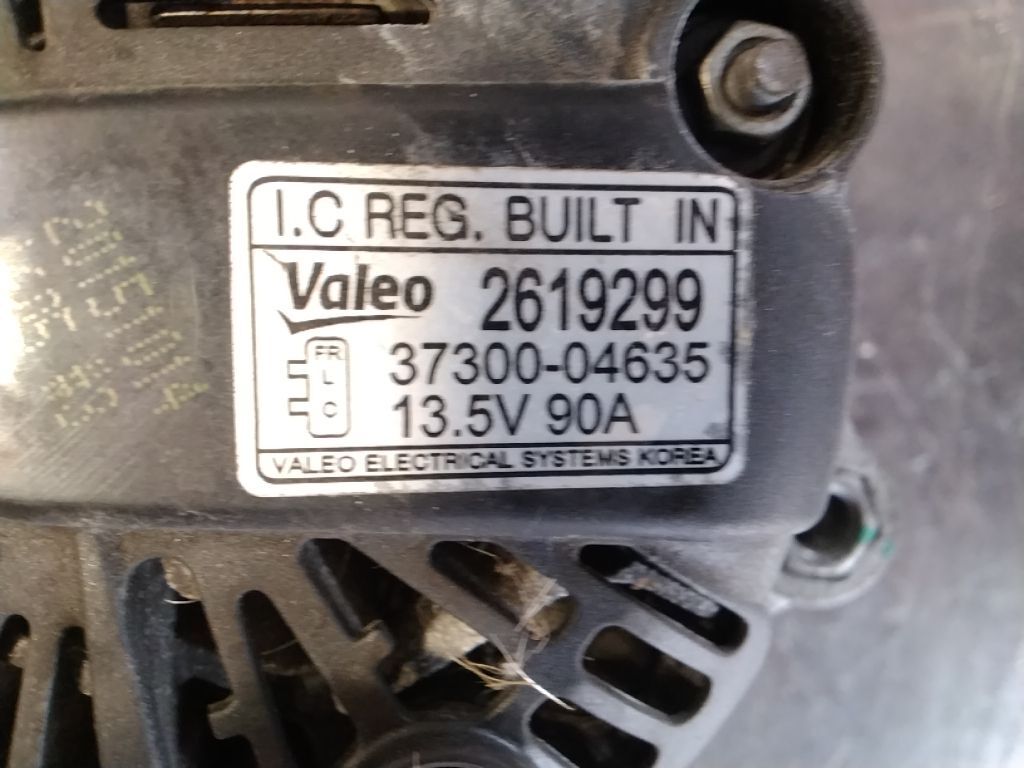 I.C REG. BUILT IN
Valeo 2619299
FR
L
C
37300-04635
13.5V 90A
VALEO ELECTRICAL SYSTEMS KOREA